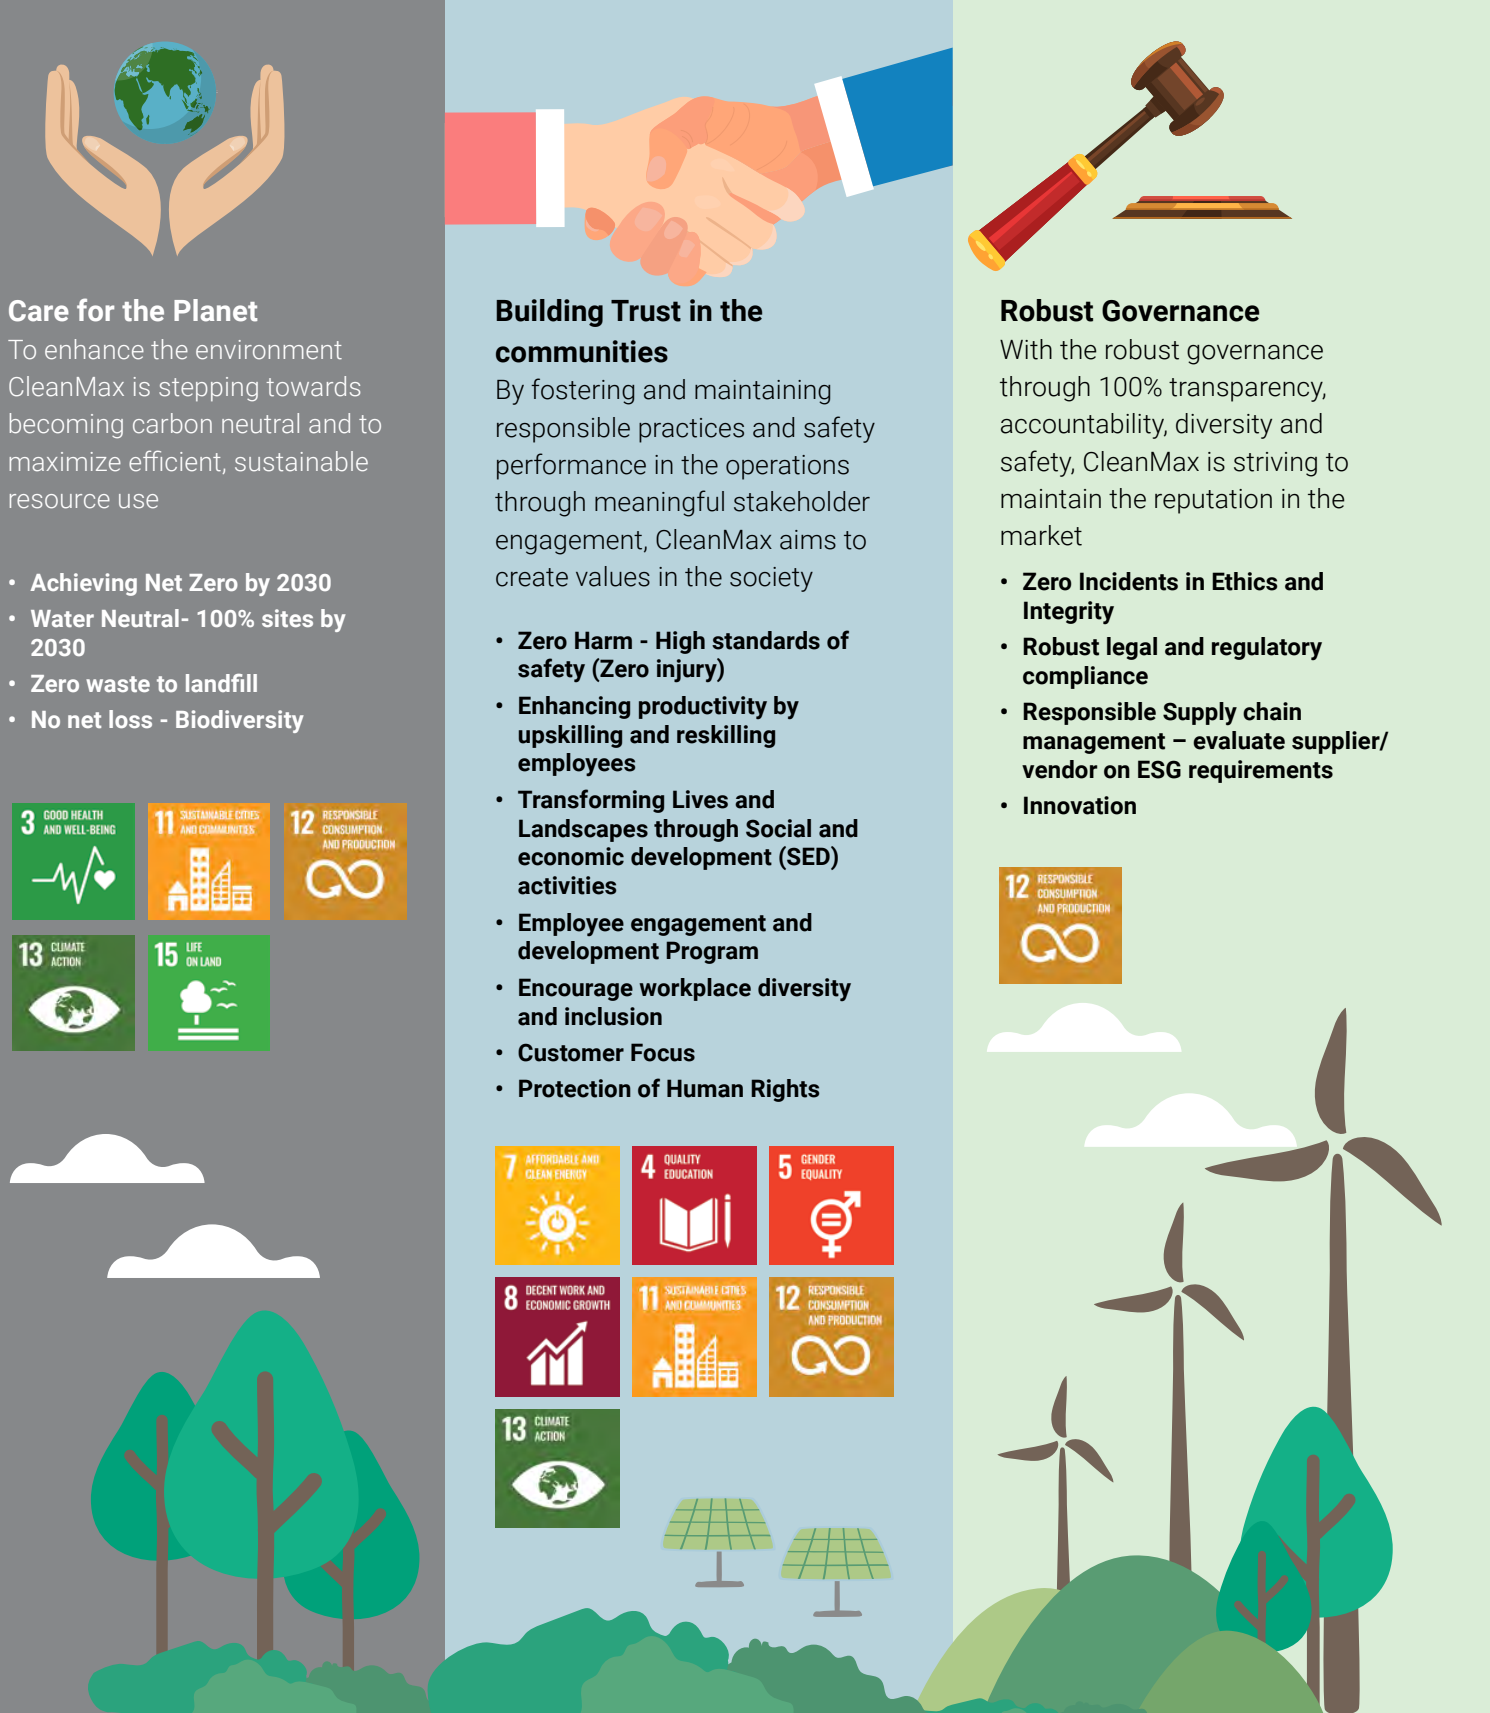 Care for the Planet
To enhance the environment
CleanMax is stepping towards
becoming carbon neutral and to
maximize efficient, sustainable
resource use
• Achieving Net Zero by 2030
• Water Neutral- 100% sites by
2030
• Zero waste to landfill
• No net loss - Biodiversity
3 GOOD HEALTH
AND WELL-BEING
11 SUSTAINABLE CITIES
AND COMMUNITIES
12 RESPONSIBLE
CONSUMPTION
AND PRODUCTION
13 CLIMATE
ACTION
15 LIFE
ON LAND
Building Trust in the
communities
By fostering and maintaining
responsible practices and safety
performance in the operations
through meaningful stakeholder
engagement, CleanMax aims to
create values in the society
• Zero Harm - High standards of
safety (Zero injury)
• Enhancing productivity by
upskilling and reskilling
employees
• Transforming Lives and
Landscapes through Social and
economic development (SED)
activities
• Employee engagement and
development Program
• Encourage workplace diversity
and inclusion
• Customer Focus
• Protection of Human Rights
7 AFFORDABLE AND
CLEAN ENERGY
4 QUALITY
EDUCATION
5 GENDER
EQUALITY
8 DECENT WORK AND
ECONOMIC GROWTH
11 SUSTAINABLE CITIES
AND COMMUNITIES
12 RESPONSIBLE
CONSUMPTION
AND PRODUCTION
13 CLIMATE
ACTION
Robust Governance
With the robust governance
through 100% transparency,
accountability, diversity and
safety, CleanMax is striving to
maintain the reputation in the
market
• Zero Incidents in Ethics and
Integrity
• Robust legal and regulatory
compliance
• Responsible Supply chain
management – evaluate supplier/
vendor on ESG requirements
• Innovation
12 RESPONSIBLE
CONSUMPTION
AND PRODUCTION